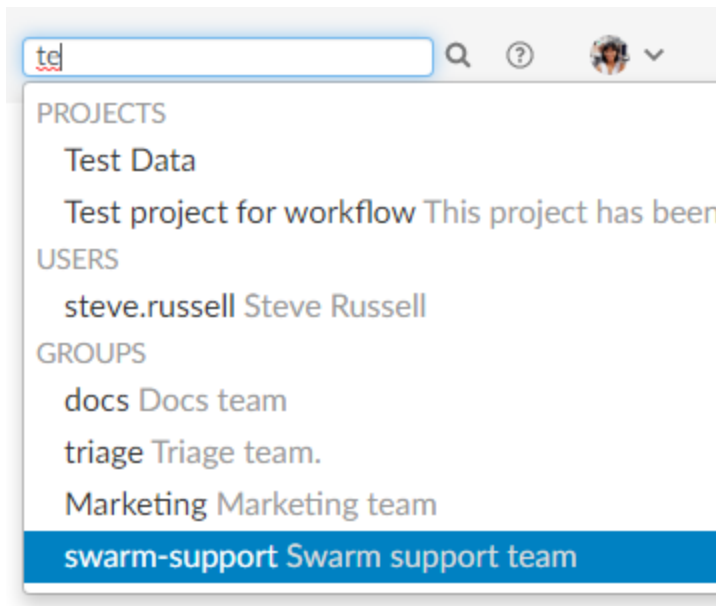 te
PROJECTS
Test Data
Test project for workflow This project has been
USERS
steve.russell Steve Russell
GROUPS
docs Docs team
triage Triage team.
Marketing Marketing team
swarm-support Swarm support team